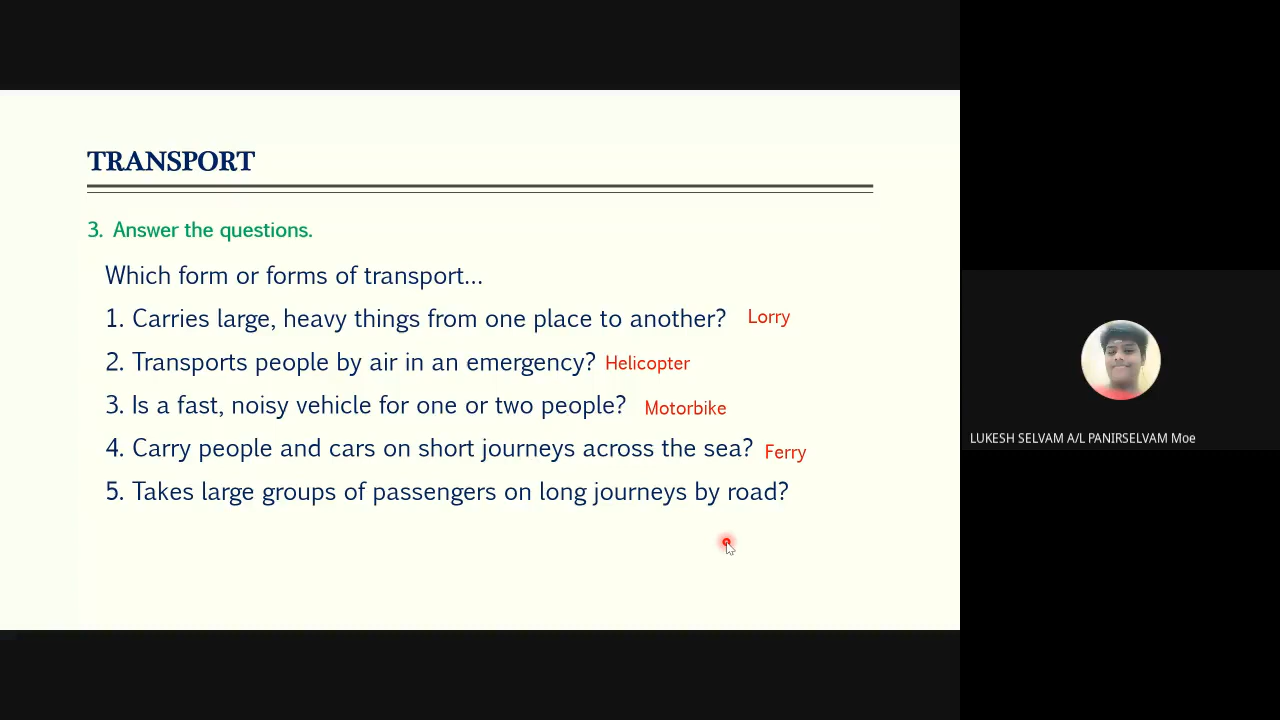 TRANSPORT
3. Answer the questions.
Which form or forms of transport...
1. Carries large, heavy things from one place to another? Lorry
2. Transports people by air in an emergency? Helicopter
3. Is a fast, noisy vehicle for one or two people? Motorbike
4. Carry people and cars on short journeys across the sea? Ferry
5. Takes large groups of passengers on long journeys by road?
LUKESH SELVAM A/L PANIRSELVAM Moe